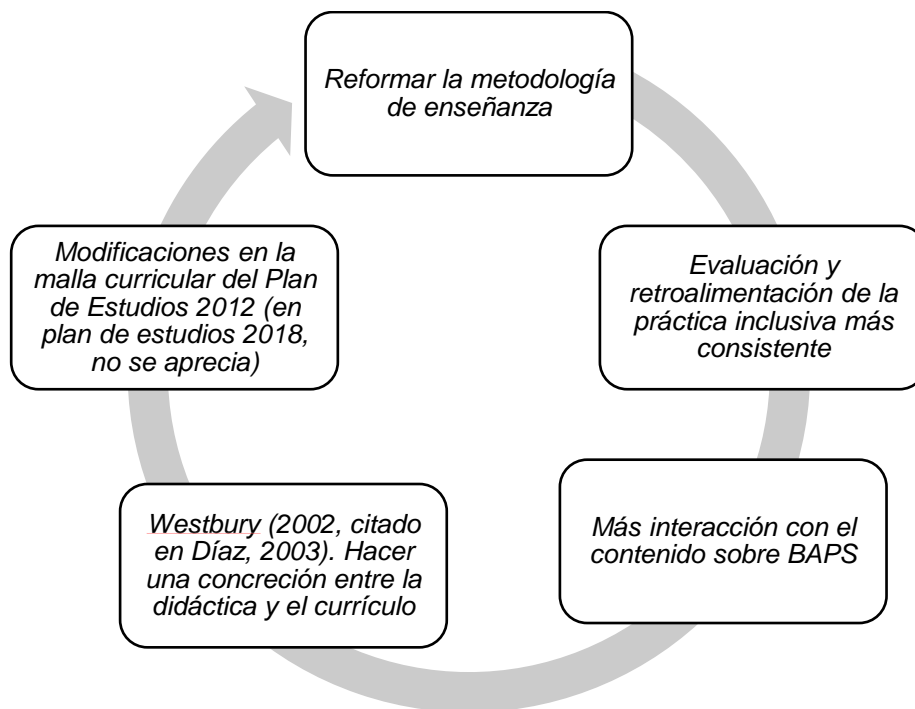 Reformar la metodología
de enseñanza
Evaluación y
retroalimentación de la
práctica inclusiva más
consistente
Más interacción con el
contenido sobre BAPS
Westbury (2002, citado
en Díaz, 2003). Hacer
una concreción entre la
didáctica y el currículo
Modificaciones en la
malla curricular del Plan
de Estudios 2012 (en
plan de estudios 2018,
no se aprecia)